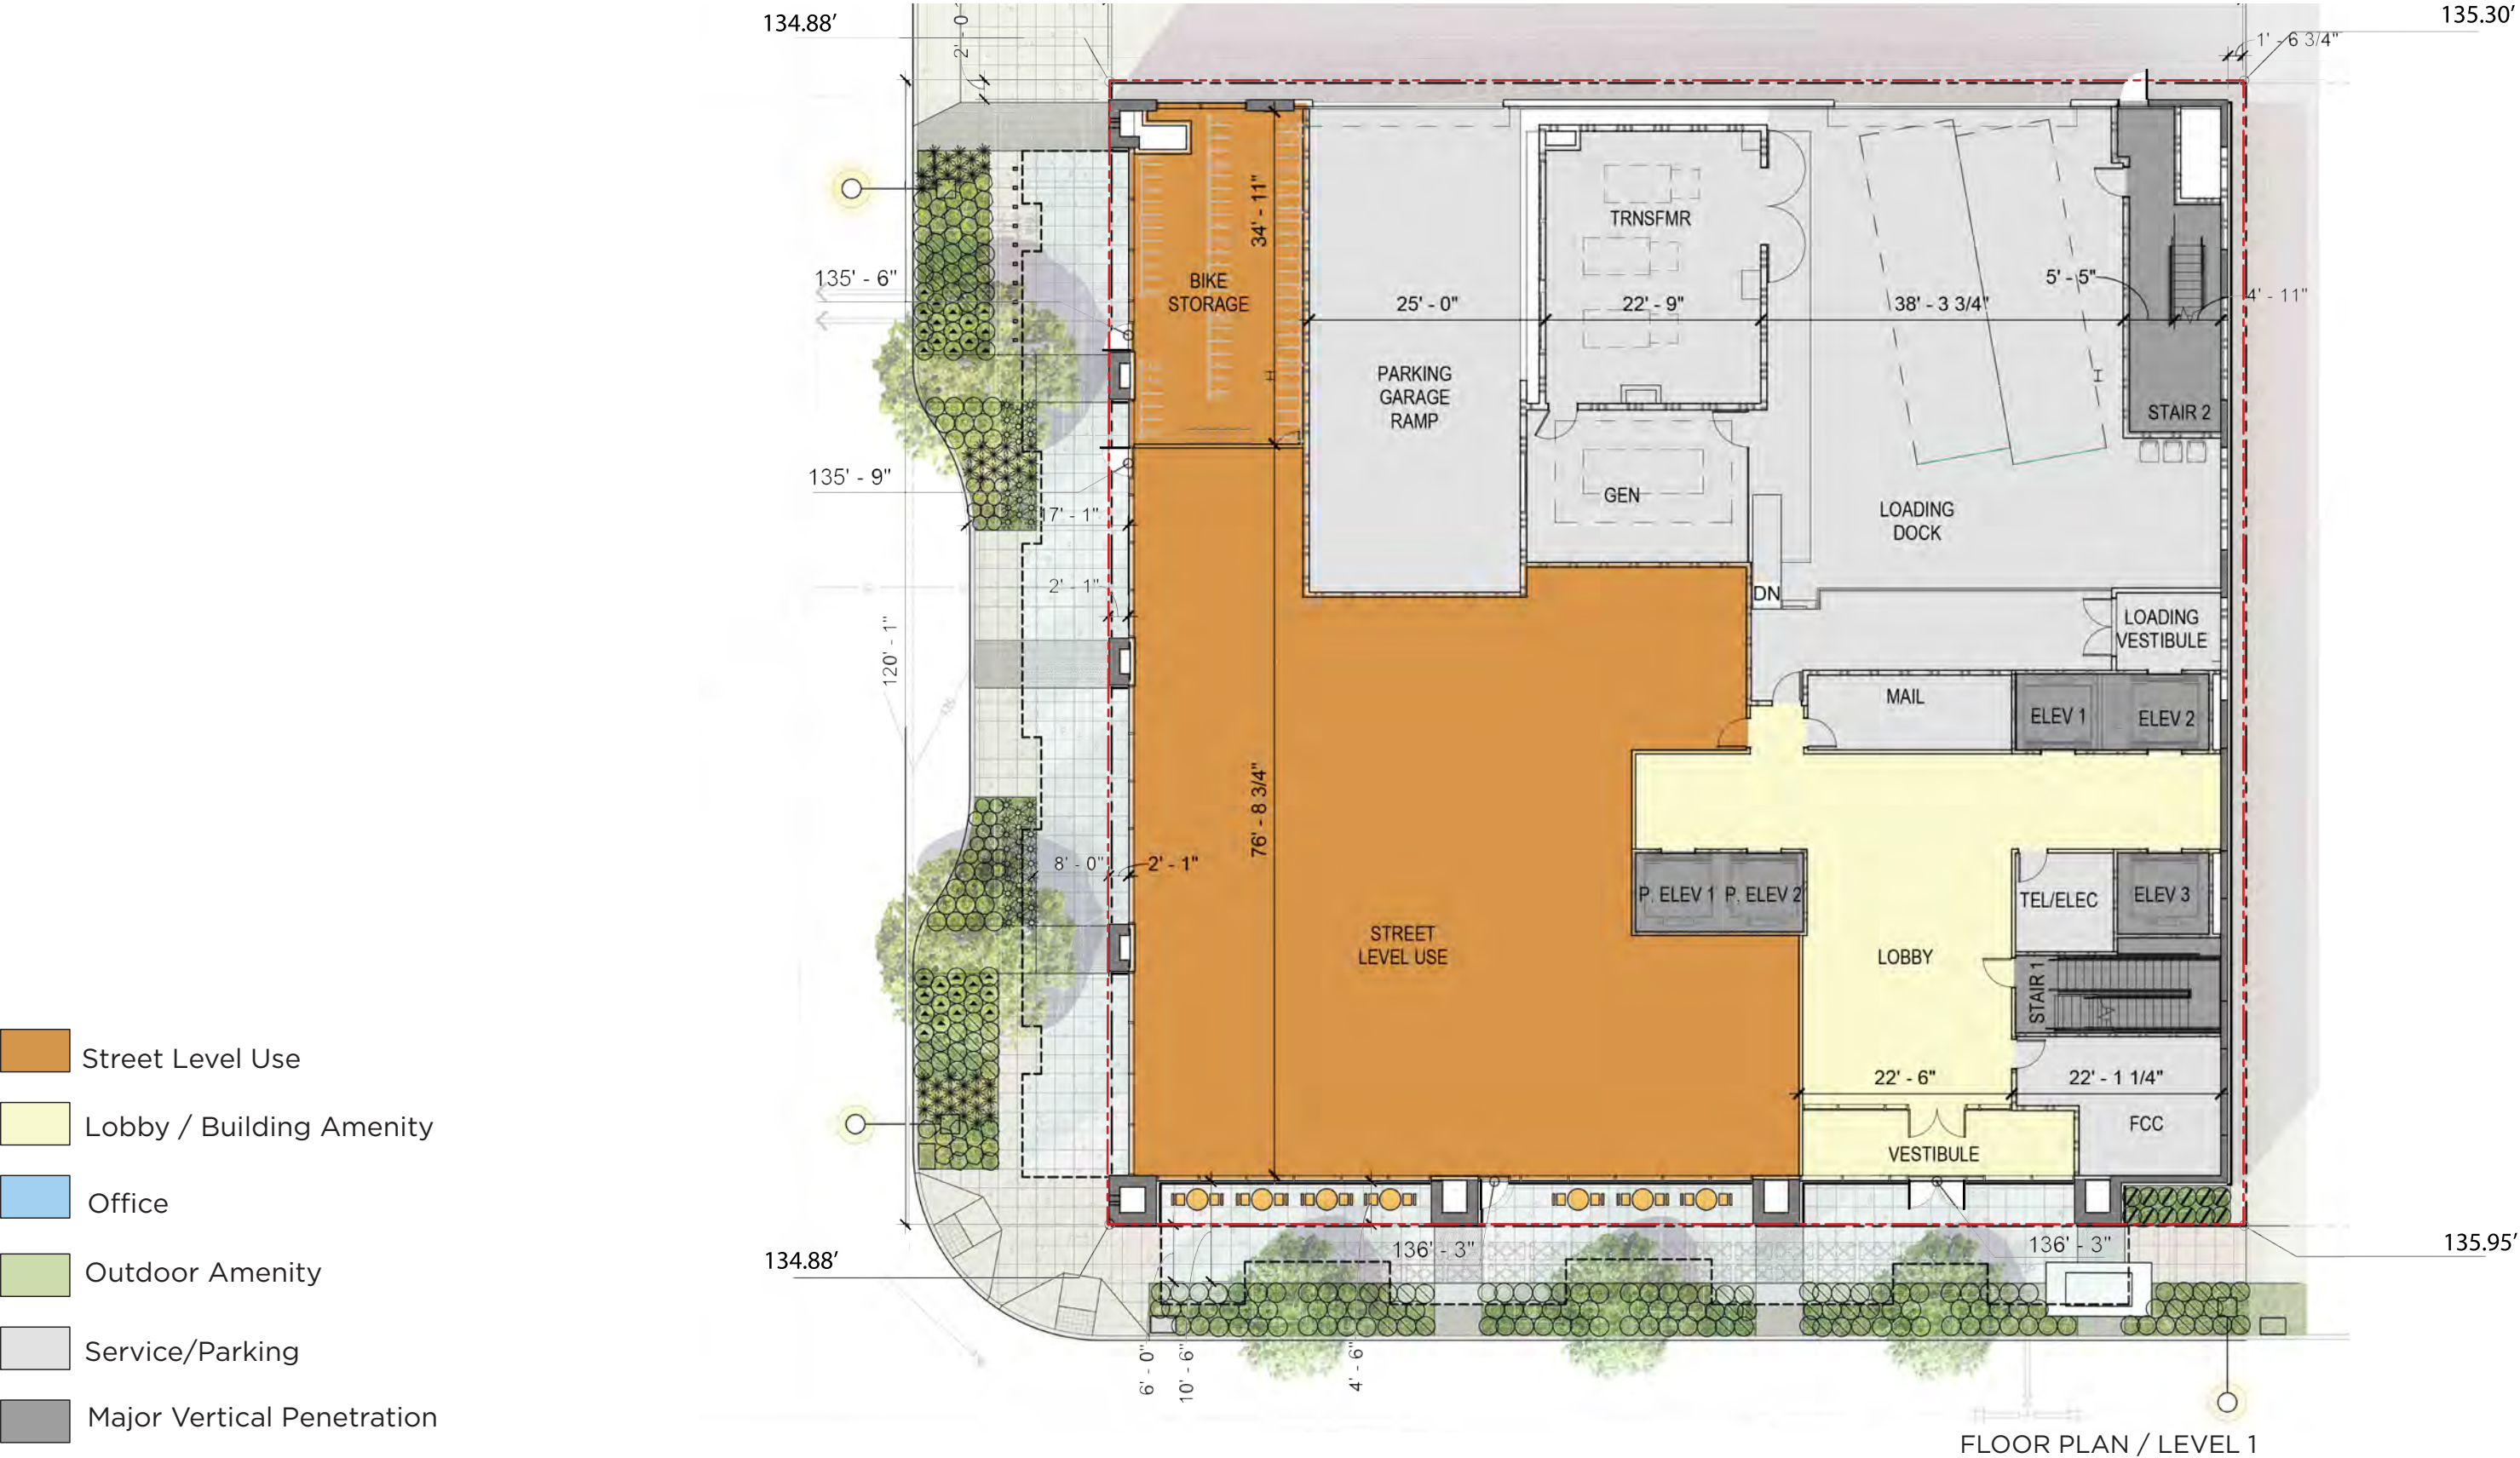 134.88’
135.30’
2' - 0
1' - 6 3/4"
34' - 11"
TRNSFMR
135' - 6"
BIKE
STORAGE
5' - 5"
4' - 11"
25' - 0"
22' - 9"
38' - 3 3/4"
PARKING
GARAGE
RAMP
STAIR 2
135' - 9"
GEN
17' - 1"
LOADING
DOCK
2' - 1"
DN
120' - 1"
LOADING
VESTIBULE
MAIL
ELEV 1
ELEV 2
76' - 8 3/4"
8' - 0"
2' - 1"
P. ELEV 1
P. ELEV 2
TEL/ELEC
ELEV 3
STREET
LEVEL USE
LOBBY
STAIR 1
22' - 6"
22' - 1 1/4"
FCC
VESTIBULE
134.88’
136' - 3"
136' - 3"
135.95’
6' - 0"
10' - 6"
4' - 6"
Street Level Use
Lobby / Building Amenity
Office
Outdoor Amenity
Service/Parking
Major Vertical Penetration
FLOOR PLAN / LEVEL 1